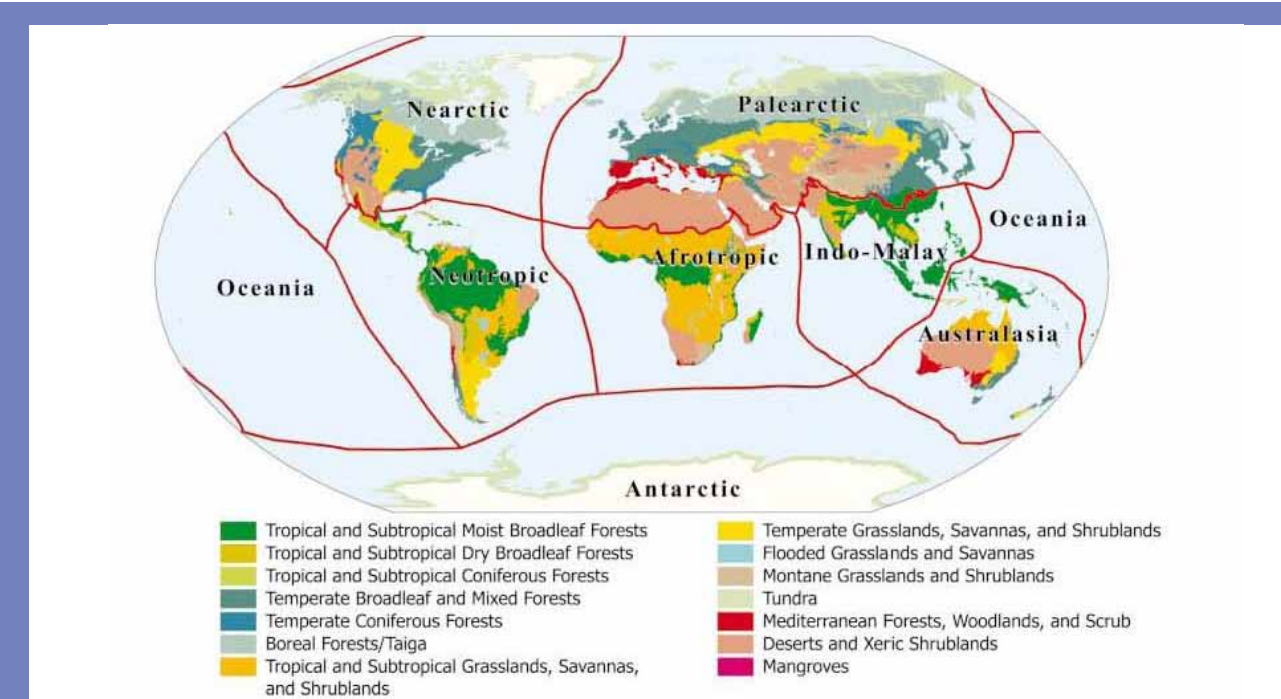 Nearctic
Palearctic
Oceania
Neotropic
Afrotropic
Indo-Malay
Oceania
Australasia
Antarctic
Tropical and Subtropical Moist Broadleaf Forests
Tropical and Subtropical Dry Broadleaf Forests
Tropical and Subtropical Coniferous Forests
Temperate Broadleaf and Mixed Forests
Temperate Coniferous Forests
Boreal Forests/Taiga
Tropical and Subtropical Grasslands, Savannas,
and Shrublands
Temperate Grasslands, Savannas, and Shrublands
Flooded Grasslands and Savannas
Montane Grasslands and Shrublands
Tundra
Mediterranean Forests, Woodlands, and Scrub
Deserts and Xeric Shrublands
Mangroves